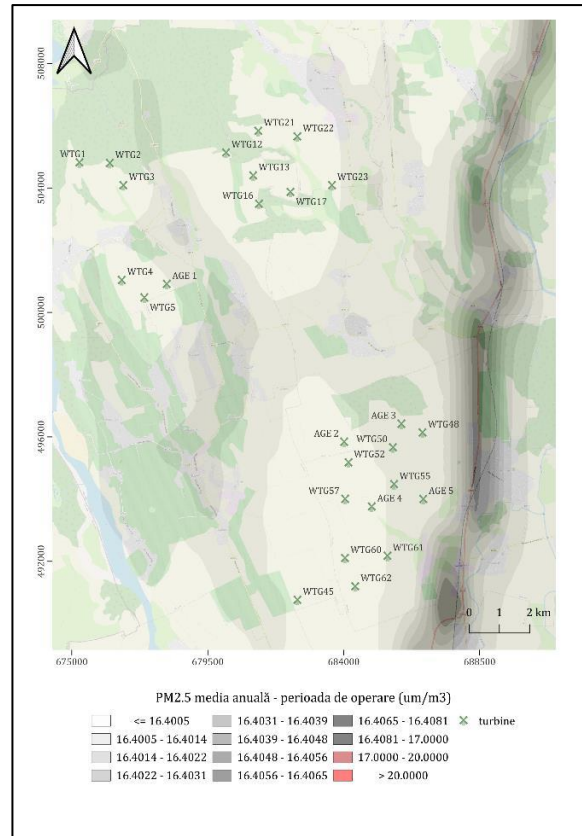 508000
WTG21
WTG22
WTG12
WTG1
WTG2
WTG13
WTG3
WTG23
504000
WTG16
WTG17
WTG4
AGE 1
WTG5
500000
AGE 3
WTG48
496000
AGE 2
WTG50
WTG52
WTG55
WTG57
AGE 4
AGE 5
WTG60
WTG61
492000
WTG62
WTG45
0 1 2 km
675000 679500 684000 688500
PM2.5 media anuală - perioada de operare (um/m3)
<= 16.4005 16.4031 - 16.4039 16.4065 - 16.4081 turbine
16.4005 - 16.4014 16.4039 - 16.4048 16.4081 - 17.0000
16.4014 - 16.4022 16.4048 - 16.4056 17.0000 - 20.0000
16.4022 - 16.4031 16.4056 - 16.4065 > 20.0000